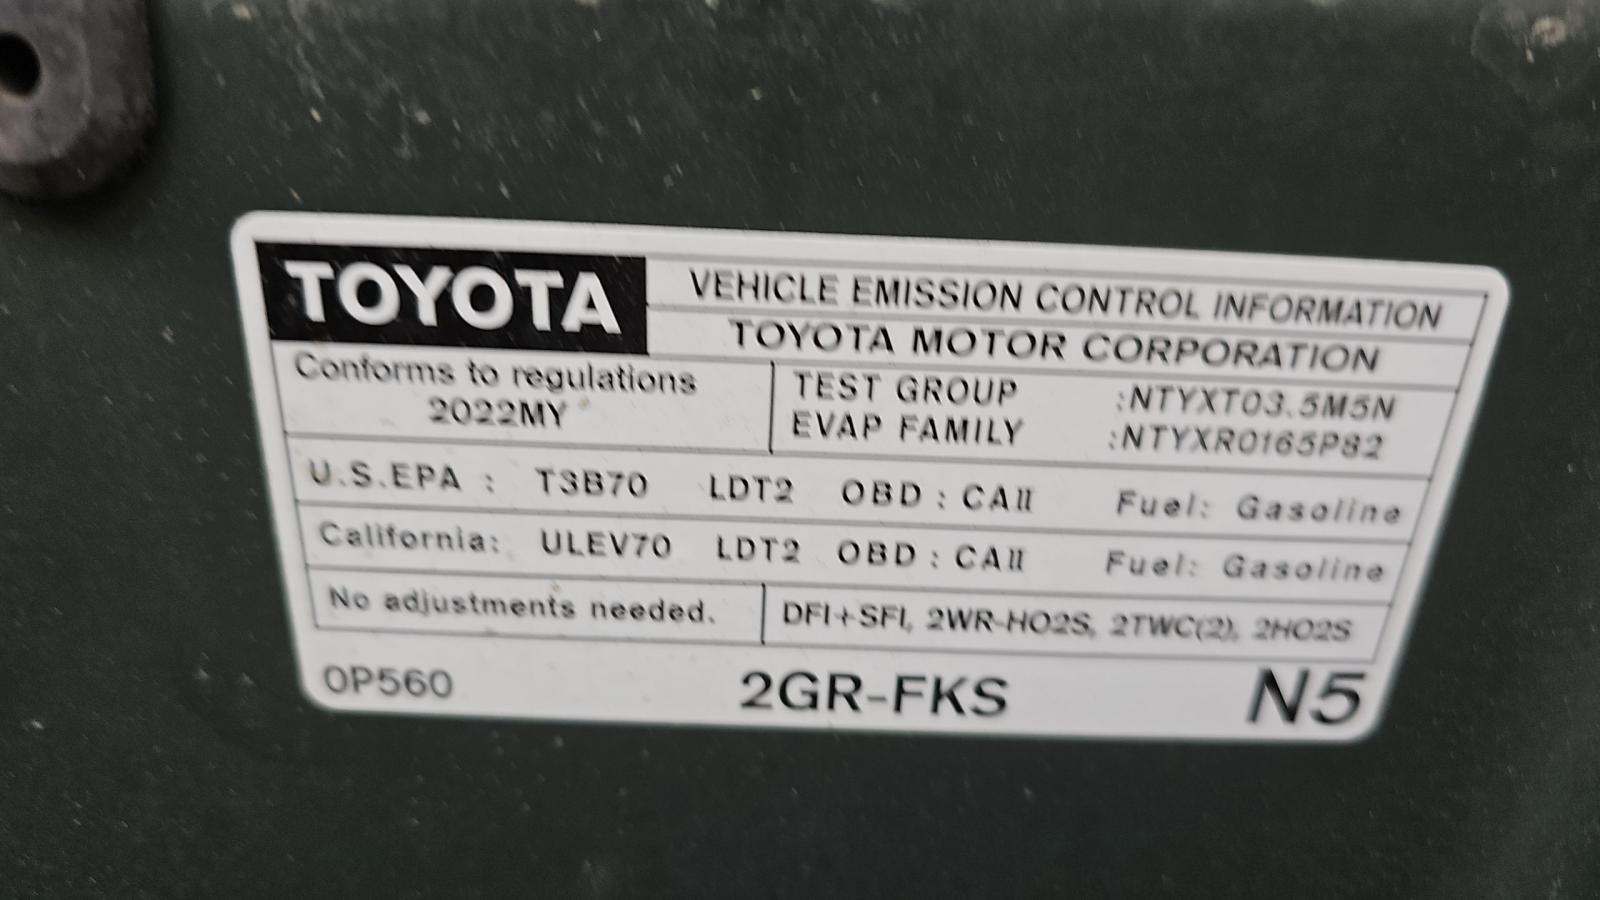 TOYOTA
VEHICLE EMISSION CONTROL INFORMATION
TOYOTA MOTOR CORPORATION
Conforms to regulations
2022MY
TEST GROUP :NTYXT03.5M5N
EVAP FAMILY :NTYXR0165P82
U.S.EPA : T3B70 LDT2 OBD : CAII Fuel: Gasoline
California: ULEV70 LDT2 OBD : CAII Fuel: Gasoline
No adjustments needed.
DFI+SFI, 2WR-HO2S, 2TWC(2), 2HO2S
0P560 2GR-FKS N5